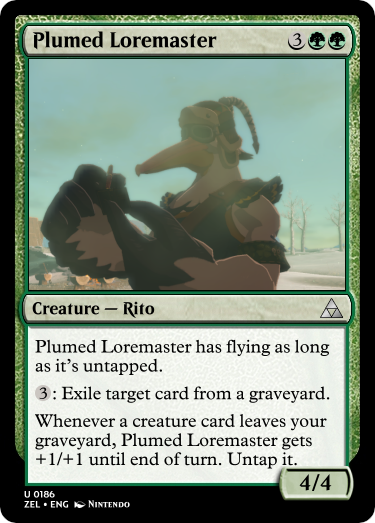 Plumed Loremaster 3
Creature — Rito
Plumed Loremaster has flying as long
as it's untapped.
3: Exile target card from a graveyard.
Whenever a creature card leaves your
graveyard, Plumed Loremaster gets
+1/+1 until end of turn. Untap it.
4/4
U 0186
ZEL • ENG Nintendo